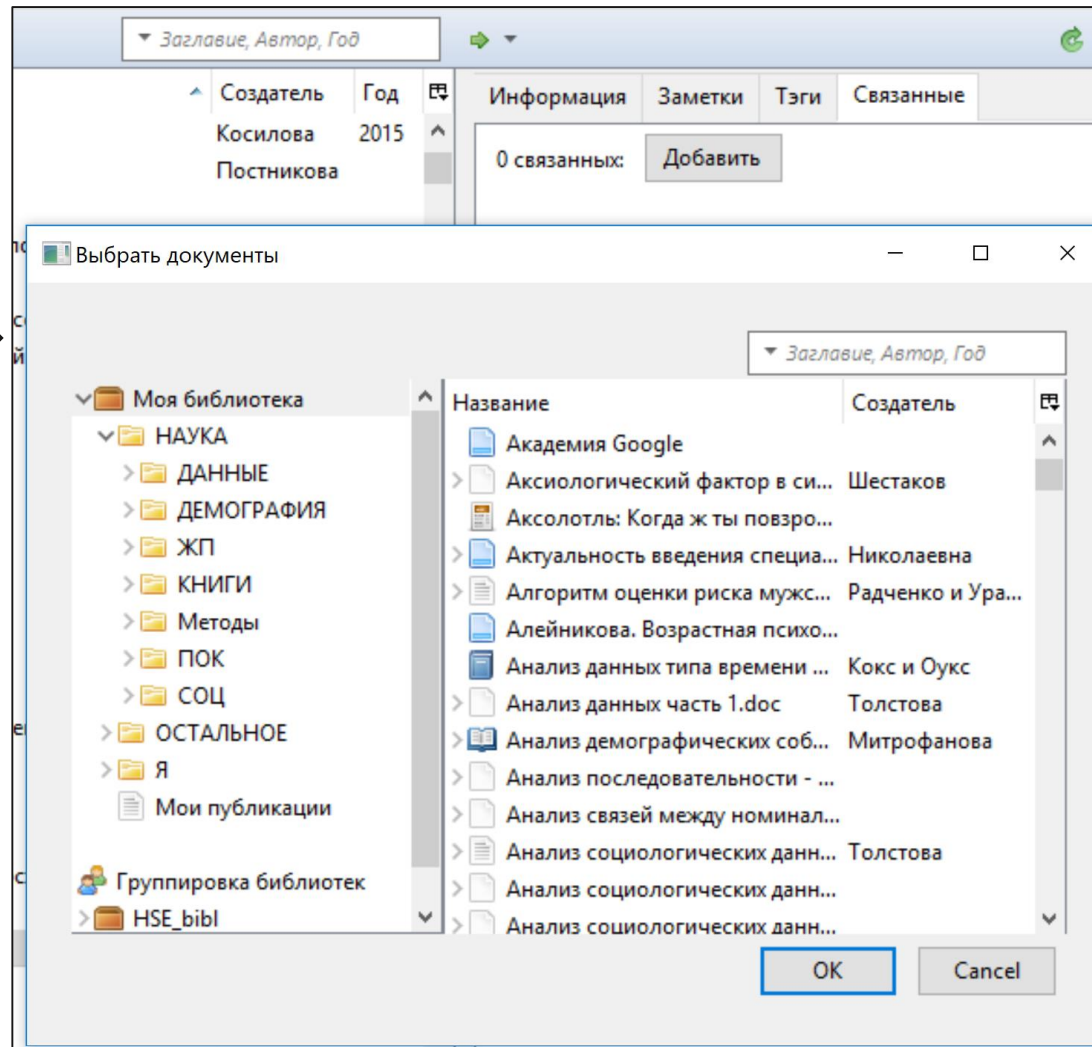 Заглавие, Автор, Год
Создатель Год
Косилова 2015
Постникова
Информация Заметки Тэги Связанные
0 связанных: Добавить
Выбрать документы
Заглавие, Автор, Год
Моя библиотека
НАУКА
ДАННЫЕ
ДЕМОГРАФИЯ
ЖП
КНИГИ
Методы
ПОК
СОЦ
ОСТАЛЬНОЕ
Я
Мои публикации
Группировка библиотек
HSE_bibl
Название Создатель
Академия Google
Аксиологический фактор в си... Шестаков
Аксолотль: Когда ж ты повзро...
Актуальность введения специа... Николаевна
Алгоритм оценки риска мужс... Радченко и Ура...
Алейникова. Возрастная психо...
Анализ данных типа времени ... Кокс и Оукс
Анализ данных часть 1.doc Толстова
Анализ демографических соб... Митрофанова
Анализ последовательности - ...
Анализ связей между номинал...
Анализ социологических данн... Толстова
Анализ социологических данн...
Анализ социологических данн...
OK Cancel